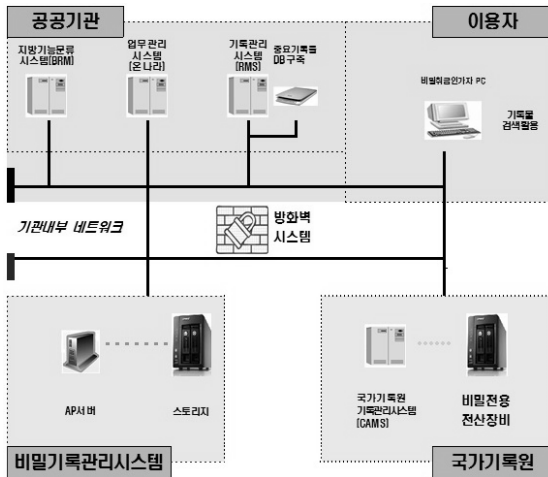 공공기관
이용자
지방기능분류
시스템[BRM]
업무관리
시스템
[온나라]
기록관리
시스템
[RMS]
중요기록물
DB구축
비밀취급인가자 PC
기록물
검색활용
기관내부 네트워크
방화벽
시스템
AP서버
스토리지
국가기록원
기록관리시스템
[CAMS]
비밀전용
전산장비
비밀기록관리시스템
국가기록원